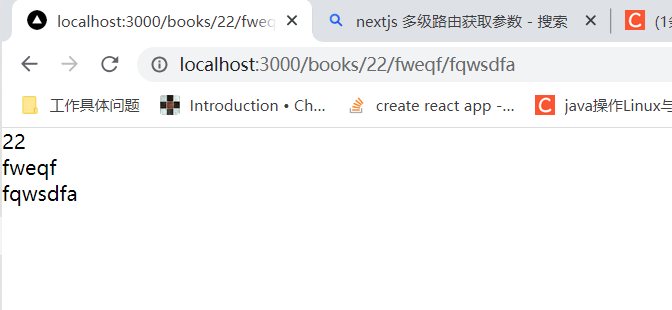 localhost:3000/books/22/fweq
nextjs 多级路由获取参数 - 搜索
(1条
localhost:3000/books/22/fweqf/fqwsdfa
工作具体问题
Introduction • Ch...
create react app -...
java操作Linux与
22
fweqf
fqwsdfa